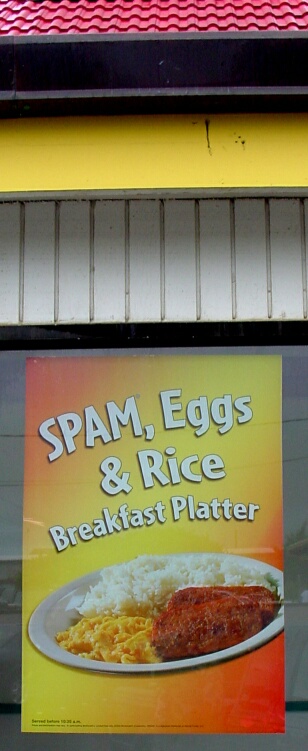 SPAM, Eggs
& Rice
Breakfast Platter
Served before 10:30 a.m.